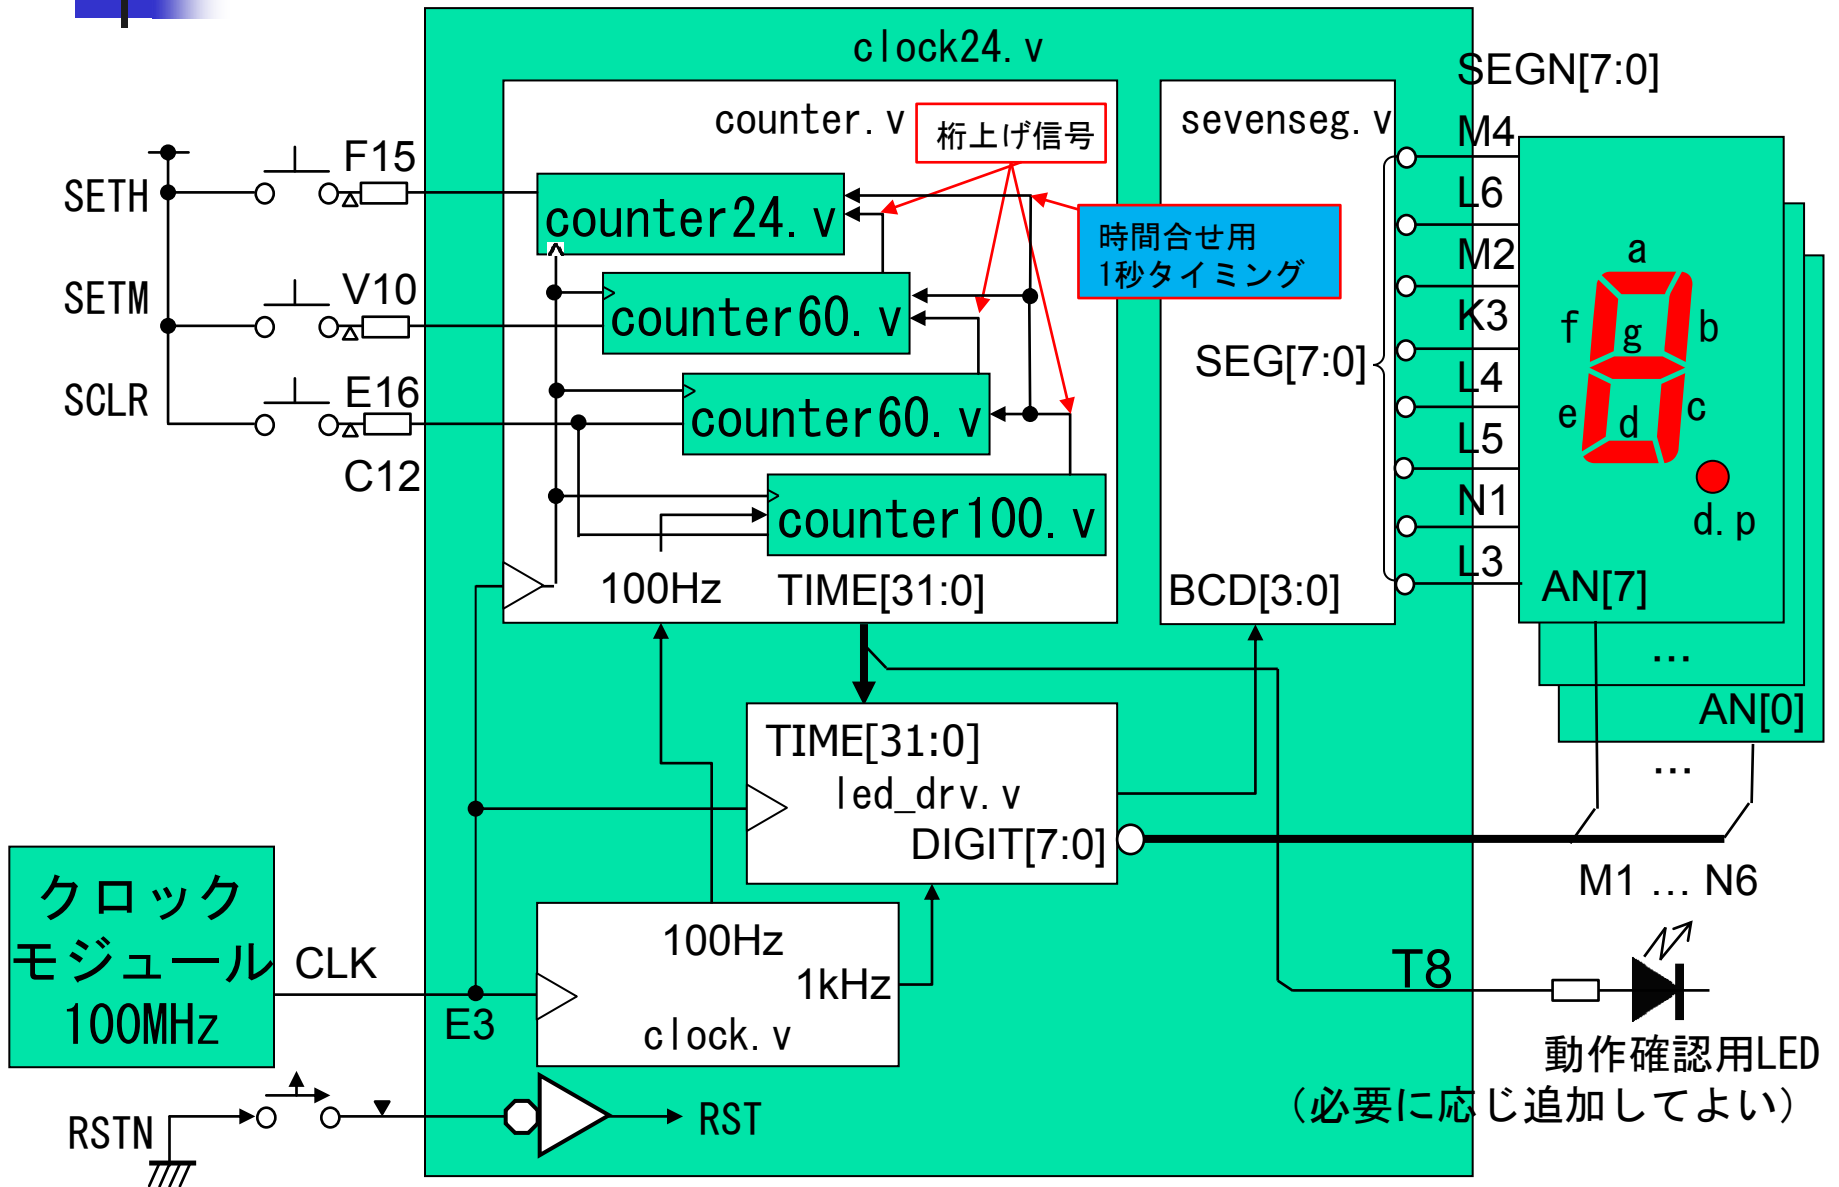 clock24.v
SEGN[7:0]
counter.v
桁上げ信号
sevenseg.v
M4
F15
SETH
counter24.v
L6
時間合せ用
1秒タイミング
M2
a
V10
SETM
counter60.v
K3
f
g
b
SEG[7:0]
E16
SCLR
counter60.v
L4
e
d
c
L5
C12
counter100.v
N1
d.p
L3
100Hz
TIME[31:0]
BCD[3:0]
AN[7]
...
AN[0]
...
TIME[31:0]
led_drv.v
DIGIT[7:0]
M1 ... N6
クロック
モジュール
100MHz
CLK
E3
100Hz
1kHz
clock.v
T8
動作確認用LED
（必要に応じ追加してよい）
RSTN
RST